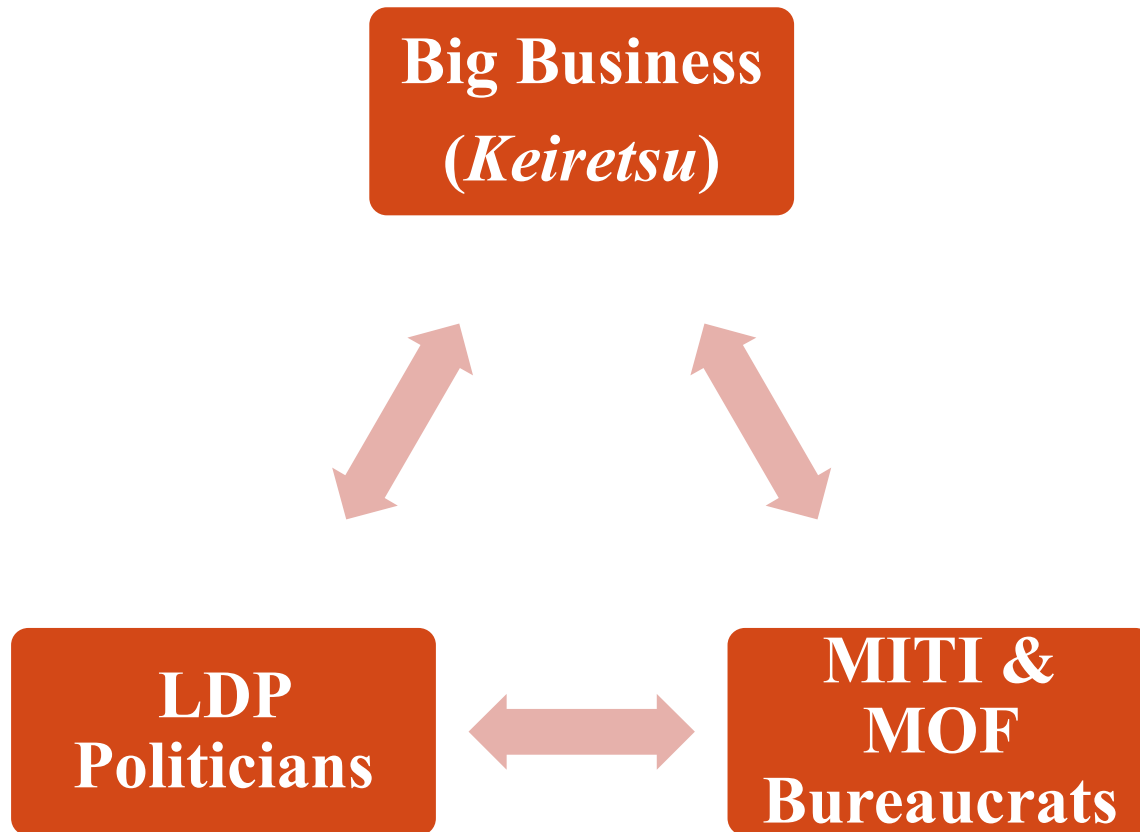 Big Business
(Keiretsu)
LDP
Politicians
MITI &
MOF
Bureaucrats